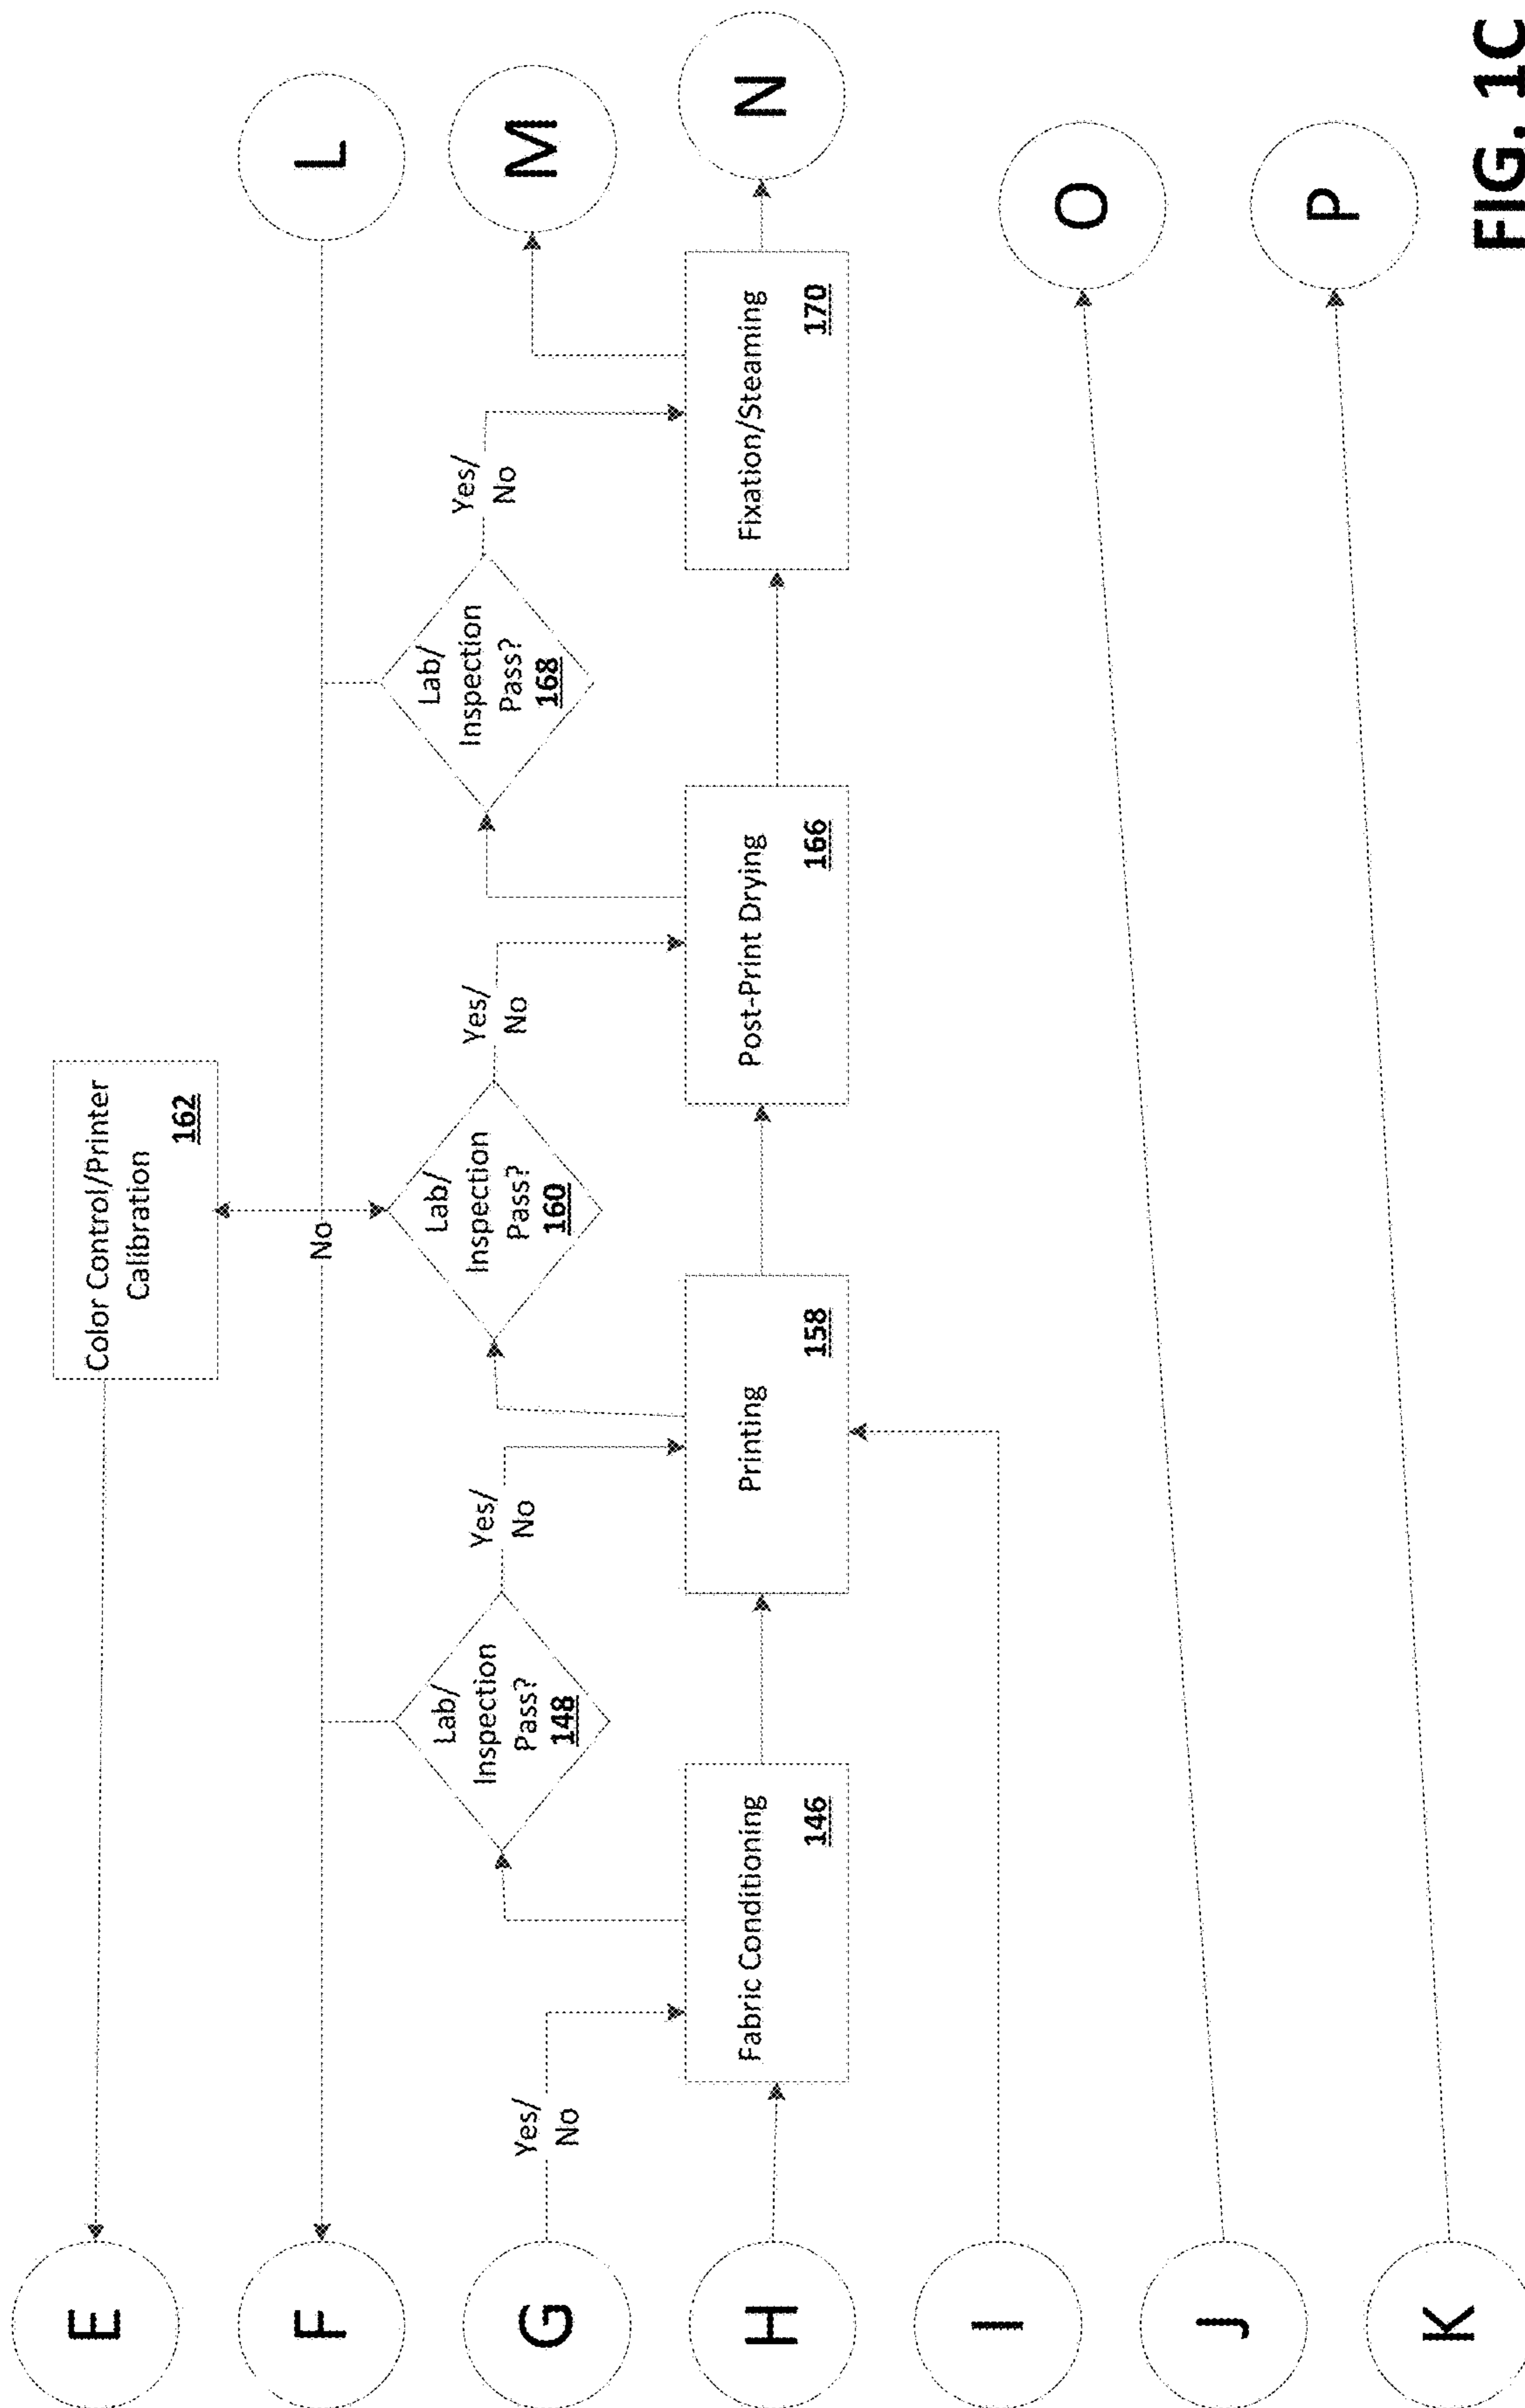 E
F
G
H
I
J
K
Color Control/Printer
Calibration
162
No
Yes/
No
Fabric Conditioning
146
Lab/
Inspection
Pass?
148
Yes/
No
Printing
158
Lab/
Inspection
Pass?
160
Yes/
No
Post-Print Drying
166
Lab/
Inspection
Pass?
168
Yes/
No
Fixation/Steaming
170
L
M
N
O
P
FIG. 1C